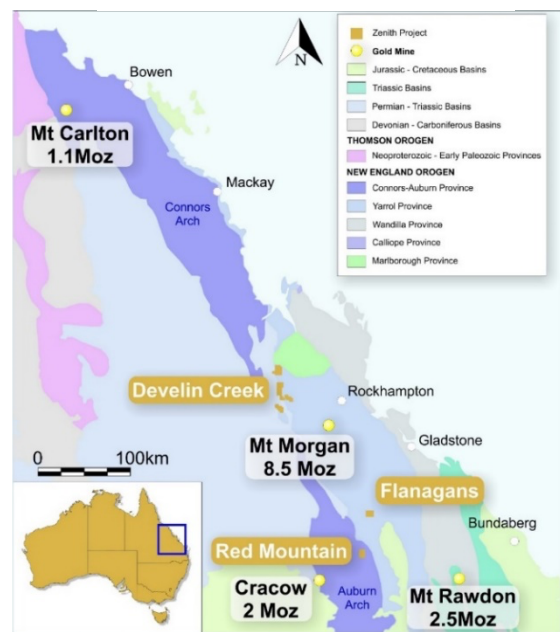 Zenith Project
Gold Mine
Jurassic - Cretaceous Basins
Triassic Basins
Permian - Triassic Basins
Devonian - Carboniferous Basins
THOMSON OROGEN
Neoproterozoic - Early Paleozoic Provinces
NEW ENGLAND OROGEN
Connors-Auburn Province
Yarrol Province
Wandilla Province
Calliope Province
Marlborough Province
N
Bowen
Mt Carlton
1.1Moz
Mackay
Connors
Arch
Develin Creek
Rockhampton
0 100km
Mt Morgan
8.5 Moz
Gladstone
Flanagans
Bundaberg
Red Mountain
Cracow
2 Moz
Auburn
Arch
Mt Rawdon
2.5Moz